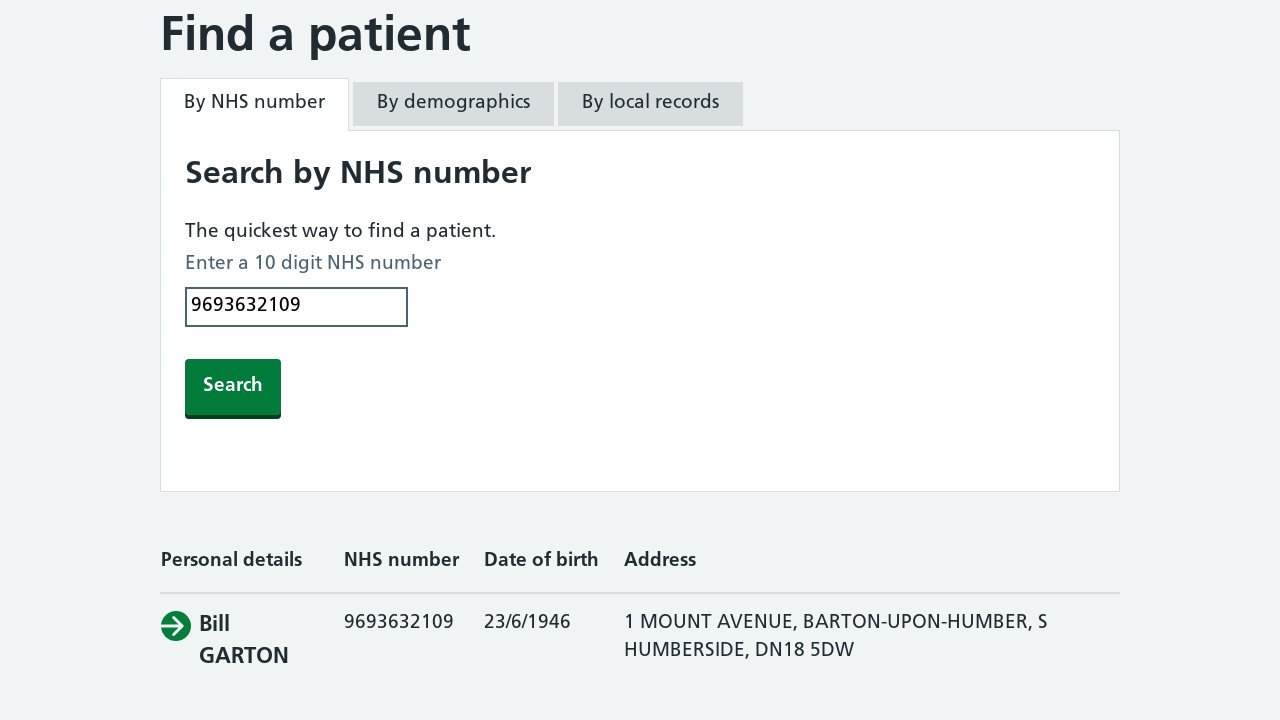 Find a patient
By NHS number By demographics By local records
Search by NHS number
The quickest way to find a patient.
Enter a 10 digit NHS number
9693632109
Search
Personal details NHS number Date of birth Address
Bill 9693632109 23/6/1946 1 MOUNT AVENUE, BARTON-UPON-HUMBER, S
GARTON HUMBERSIDE, DN18 5DW